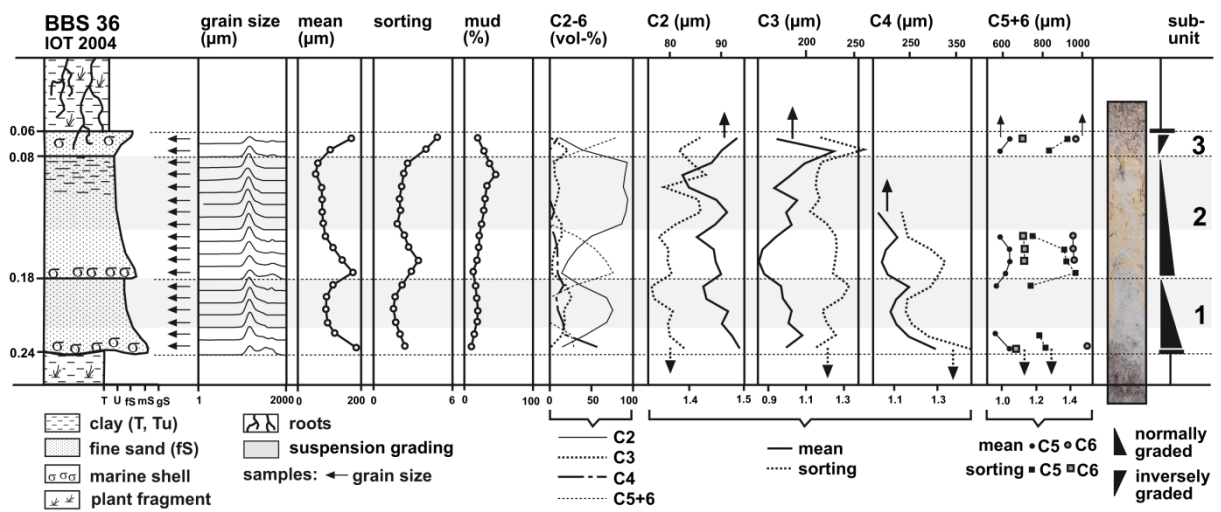 BBS 36
IOT 2004
grain size
(µm)
mean
(µm)
sorting
mud
(%)
C2-6
(vol-%)
C2 (µm)
80 90
C3 (µm)
200 250
C4 (µm)
250 350
C5+6 (µm)
600 800 1000
sub-
unit
0.06
0.08
0.18
0.24
3
2
1
T U fS mS gS
1 2000
0 200
0 6
0 100
0 50 100
1.4 1.5
0.9 1.1 1.3
1.1 1.3
1.0 1.2 1.4
clay (T, Tu)
fine sand (fS)
marine shell
plant fragment
roots
suspension grading
samples: grain size
C2
C3
C4
C5+6
mean
sorting
mean C5 C6
sorting C5 C6
normally
graded
inversely
graded